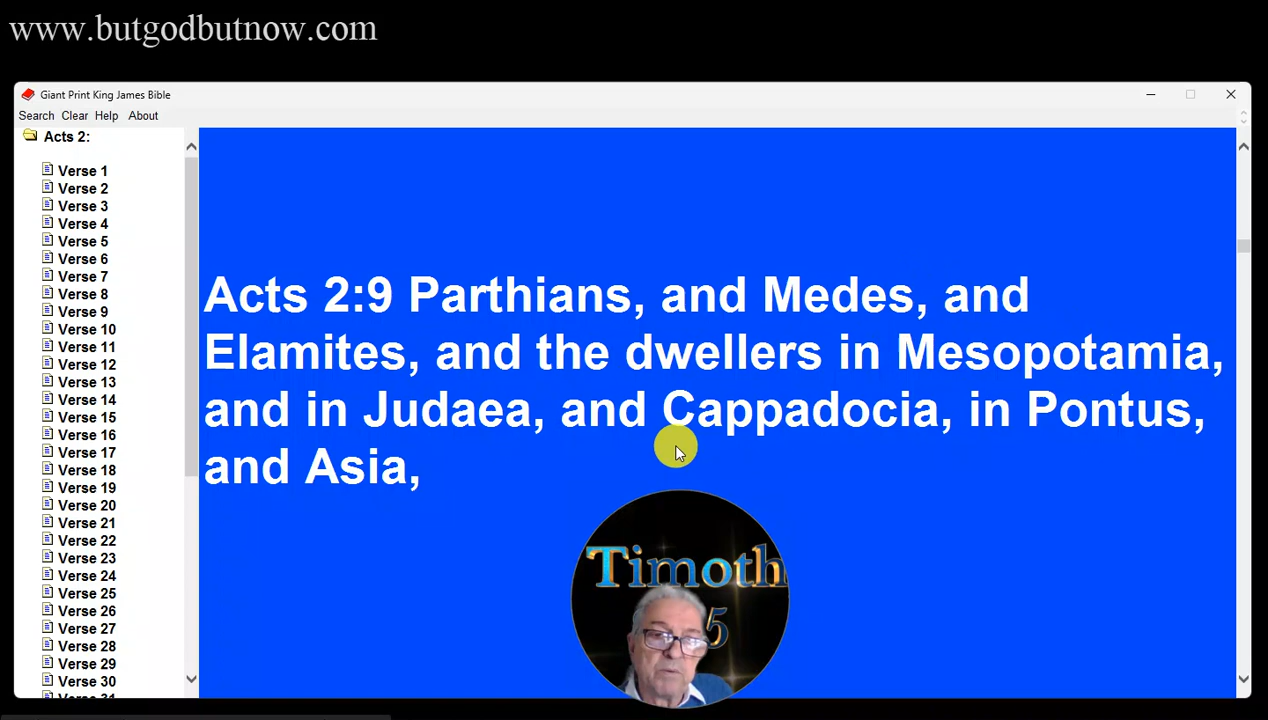 www.butgodbutnow.com
Giant Print King James Bible
Search Clear Help About
Acts 2:
Verse 1
Verse 2
Verse 3
Verse 4
Verse 5
Verse 6
Verse 7
Verse 8
Verse 9
Verse 10
Verse 11
Verse 12
Verse 13
Verse 14
Verse 15
Verse 16
Verse 17
Verse 18
Verse 19
Verse 20
Verse 21
Verse 22
Verse 23
Verse 24
Verse 25
Verse 26
Verse 27
Verse 28
Verse 29
Verse 30
Verse 31
Acts 2:9 Parthians, and Medes, and
Elamites, and the dwellers in Mesopotamia,
and in Judaea, and Cappadocia, in Pontus,
and Asia,
Timoth
5